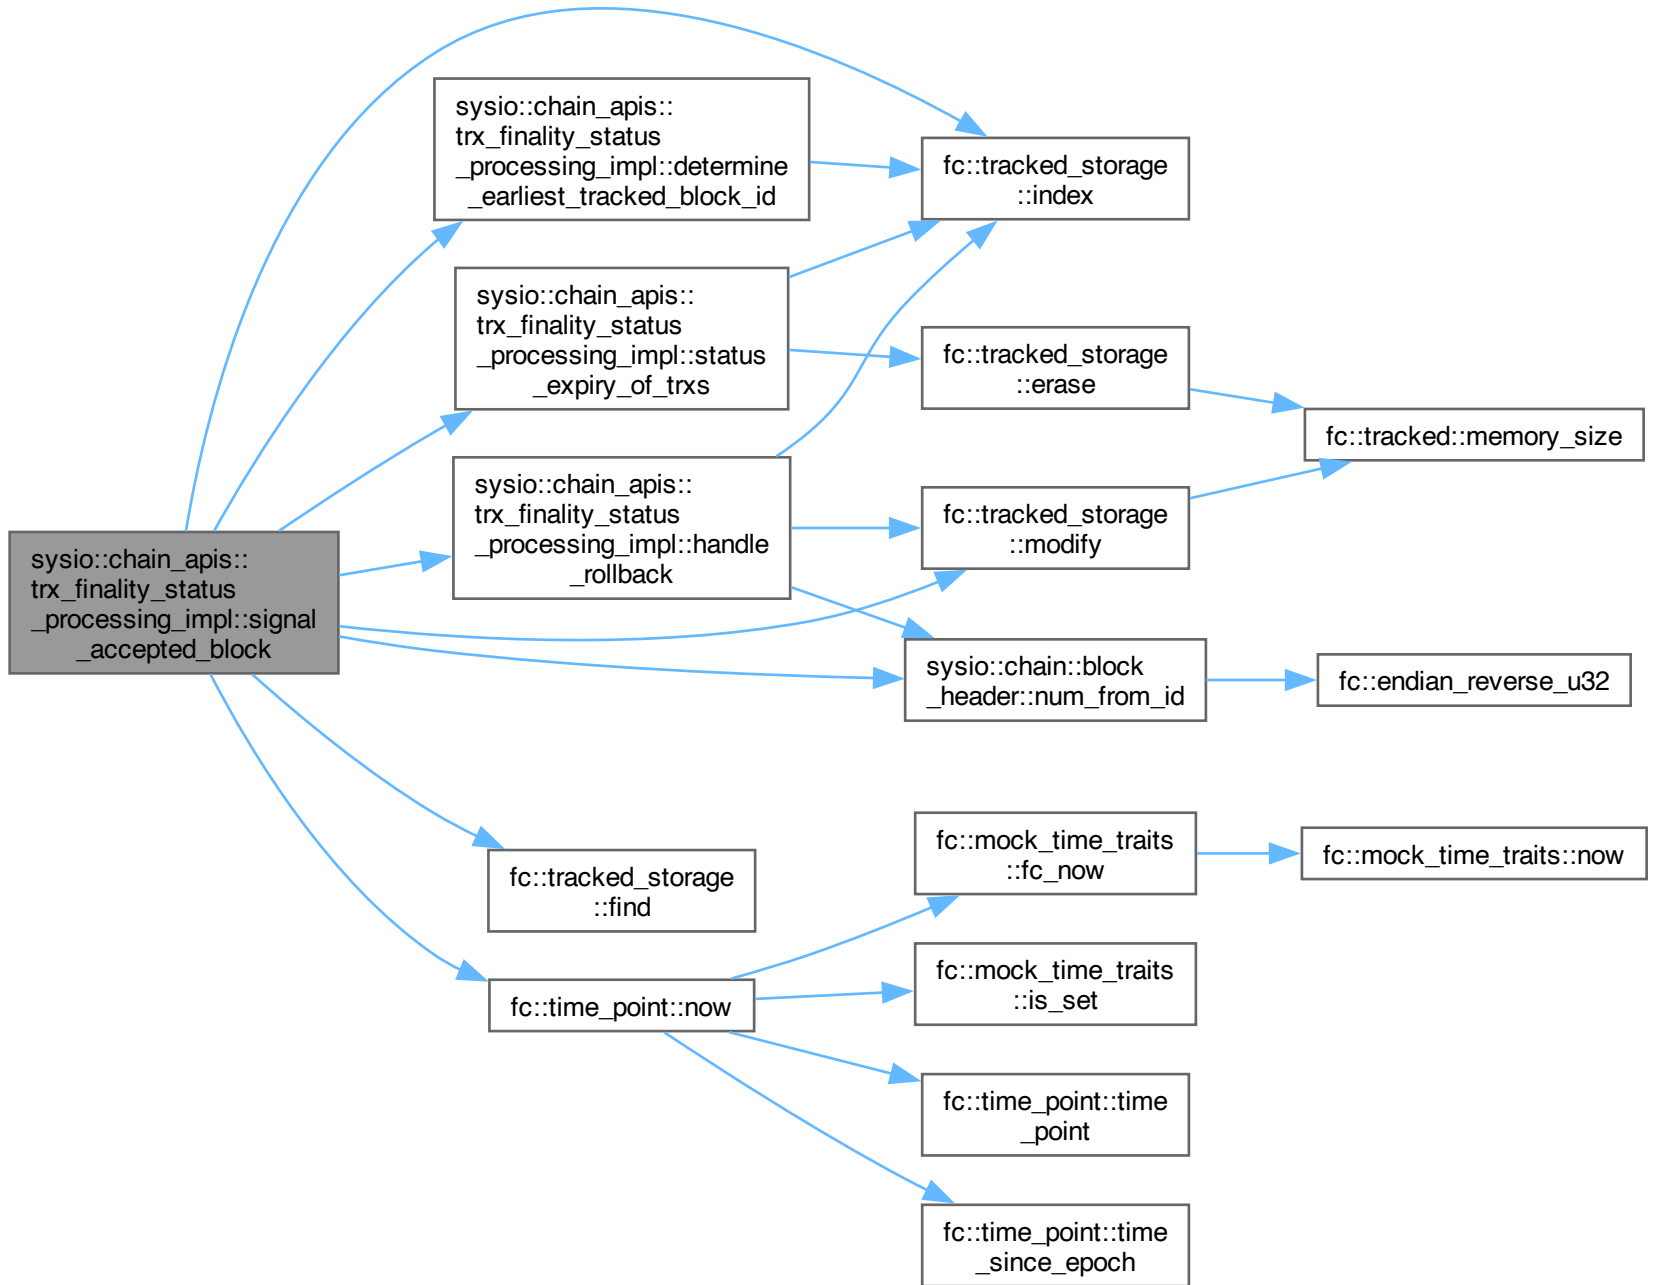 sysio::chain_apis::
trx_finality_status
_processing_impl::signal
_accepted_block
sysio::chain_apis::
trx_finality_status
_processing_impl::determine
_earliest_tracked_block_id
sysio::chain_apis::
trx_finality_status
_processing_impl::status
_expiry_of_trxs
sysio::chain_apis::
trx_finality_status
_processing_impl::handle
_rollback
fc::tracked_storage
::find
fc::time_point::now
fc::tracked_storage
::index
fc::tracked_storage
::erase
fc::tracked_storage
::modify
sysio::chain::block
_header::num_from_id
fc::mock_time_traits
::fc_now
fc::mock_time_traits
::is_set
fc::time_point::time
_point
fc::time_point::time
_since_epoch
fc::tracked::memory_size
fc::endian_reverse_u32
fc::mock_time_traits::now